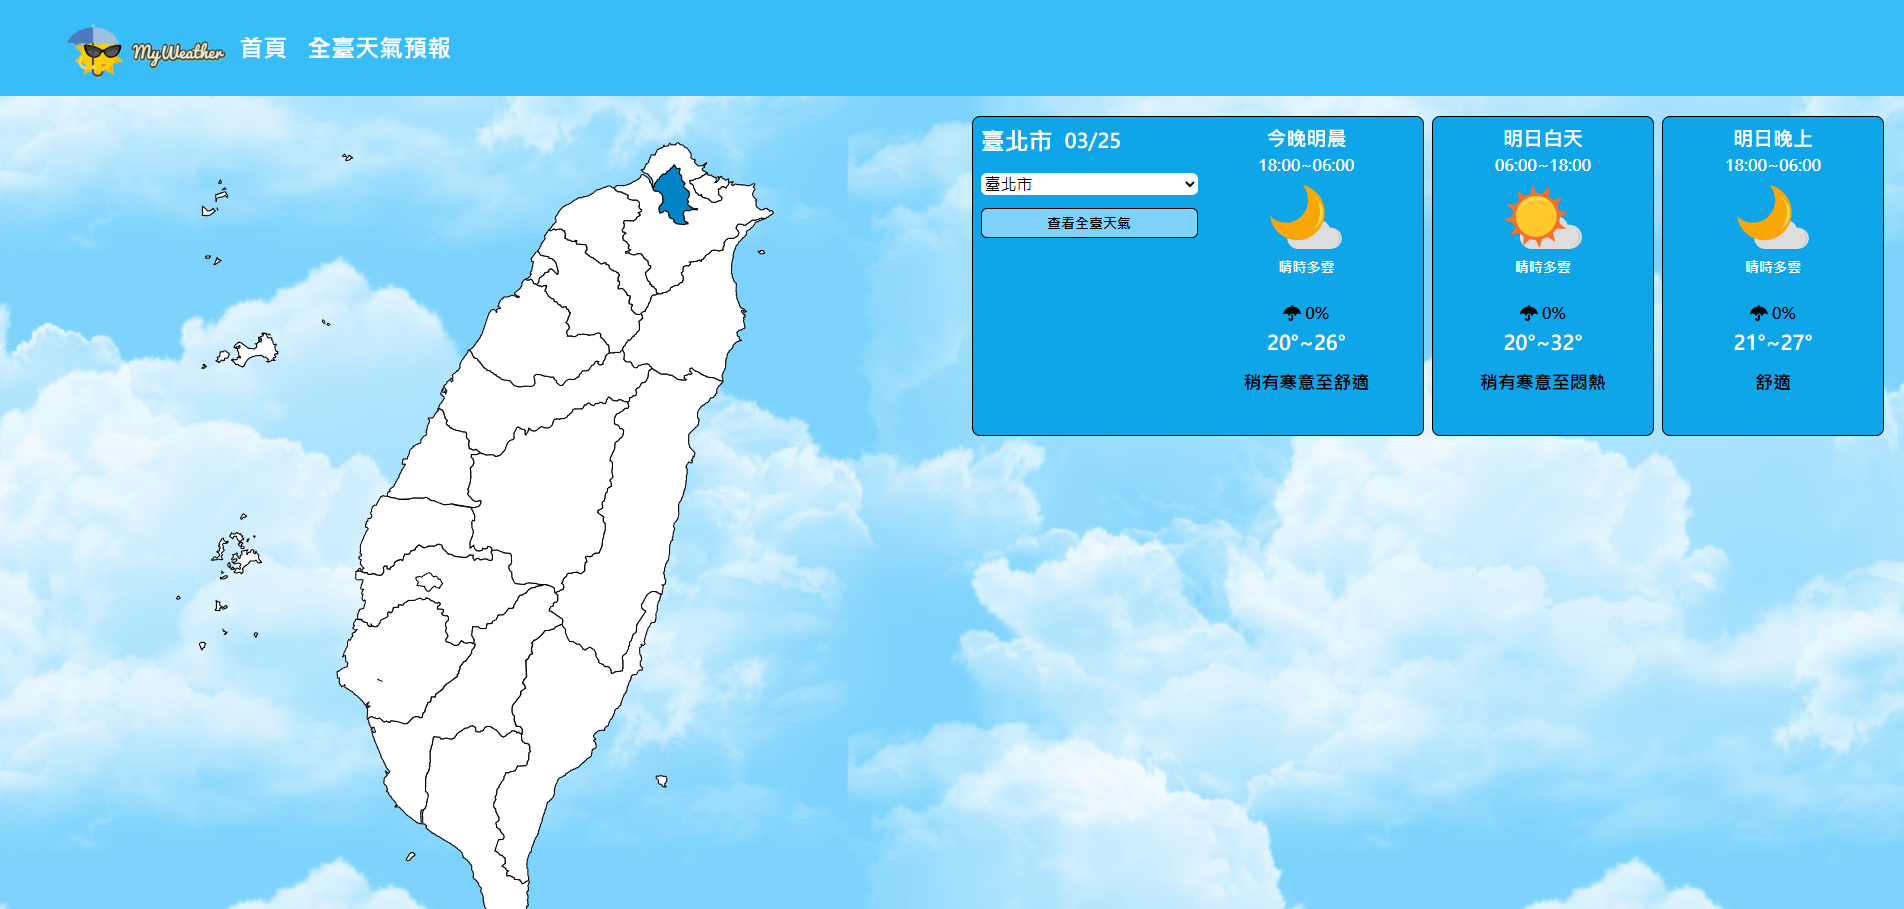 MyWeather 首頁 全臺天氣預報
臺北市 03/25
臺北市
查看全臺天氣
今晚明晨
18:00~06:00
晴時多雲
0%
20°~26°
稍有寒意至舒適
明日白天
06:00~18:00
晴時多雲
0%
20°~32°
稍有寒意至悶熱
明日晚上
18:00~06:00
晴時多雲
0%
21°~27°
舒適